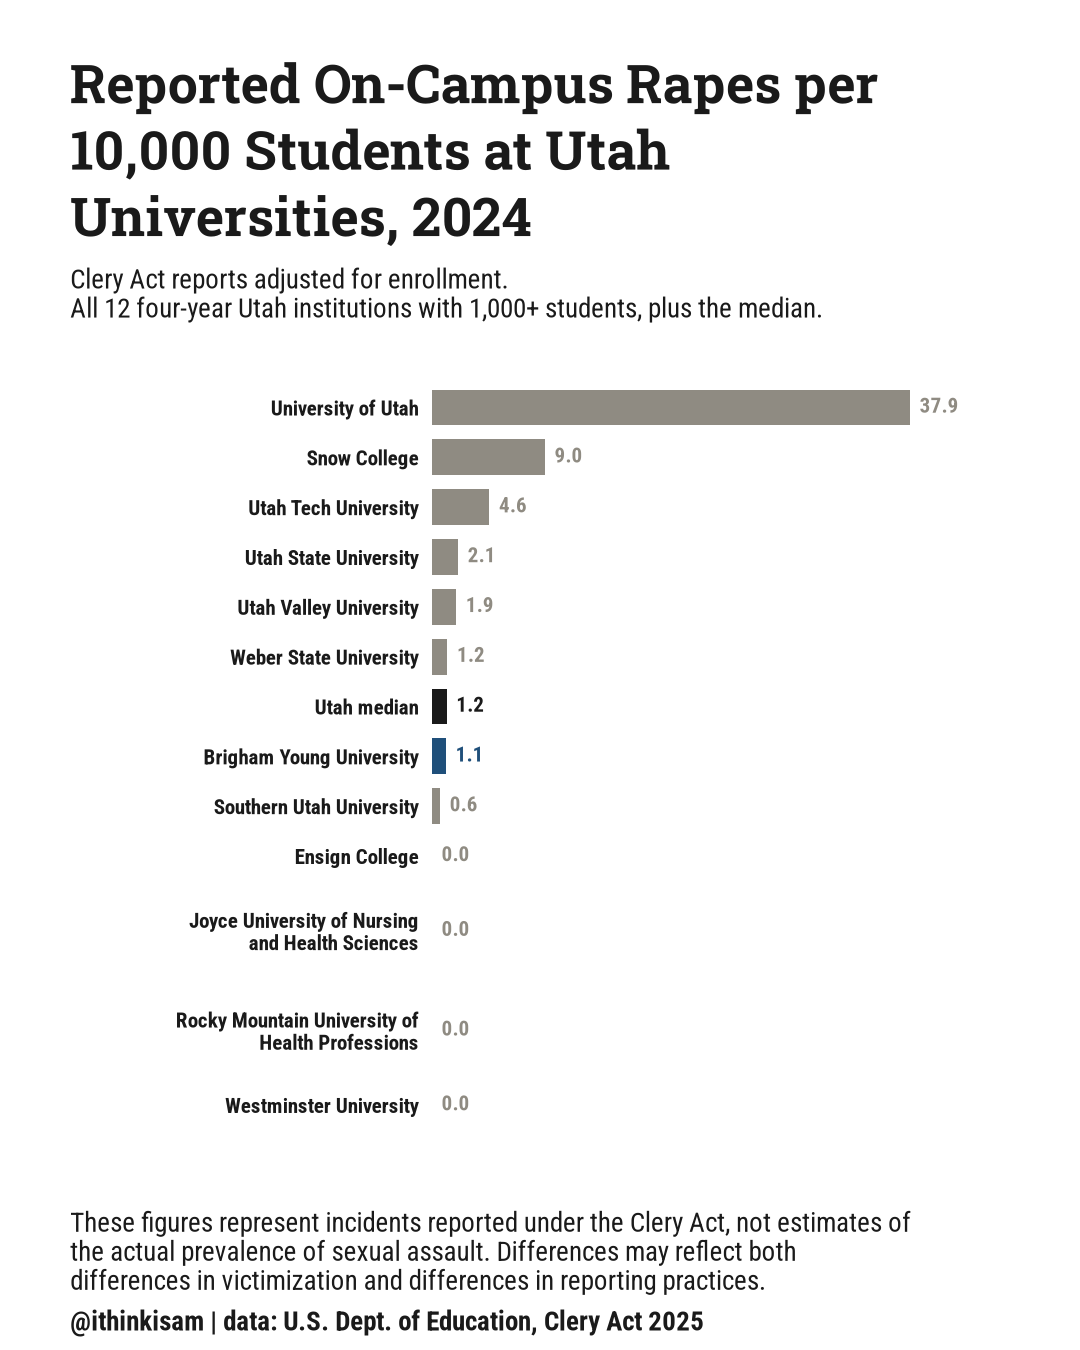 Reported On-Campus Rapes per
10,000 Students at Utah
Universities, 2024
Clery Act reports adjusted for enrollment.
All 12 four-year Utah institutions with 1,000+ students, plus the median.
University of Utah 37.9
Snow College 9.0
Utah Tech University 4.6
Utah State University 2.1
Utah Valley University 1.9
Weber State University 1.2
Utah median 1.2
Brigham Young University 1.1
Southern Utah University 0.6
Ensign College 0.0
Joyce University of Nursing
and Health Sciences 0.0
Rocky Mountain University of
Health Professions 0.0
Westminster University 0.0
These figures represent incidents reported under the Clery Act, not estimates of
the actual prevalence of sexual assault. Differences may reflect both
differences in victimization and differences in reporting practices.
@ithinkisam | data: U.S. Dept. of Education, Clery Act 2025